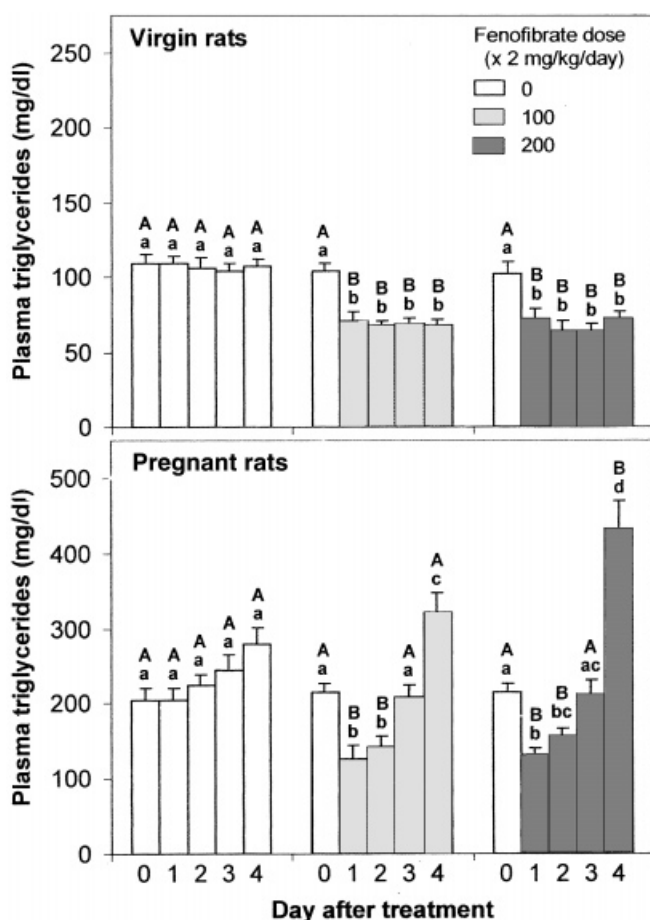 Virgin rats
Fenofibrate dose
(x 2 mg/kg/day)
0
100
200
Plasma triglycerides (mg/dl)
250
200
150
100
50
0
A A A A A
a a a a a
A
a
B B B B
b b b b
A
a
B B B B
b b b b
Pregnant rats
Plasma triglycerides (mg/dl)
500
400
300
200
100
0
A A A A A
a a a a a
A B B A A
a b b a c
A B B A B
a b bc ac d
0 1 2 3 4 0 1 2 3 4 0 1 2 3 4
Day after treatment